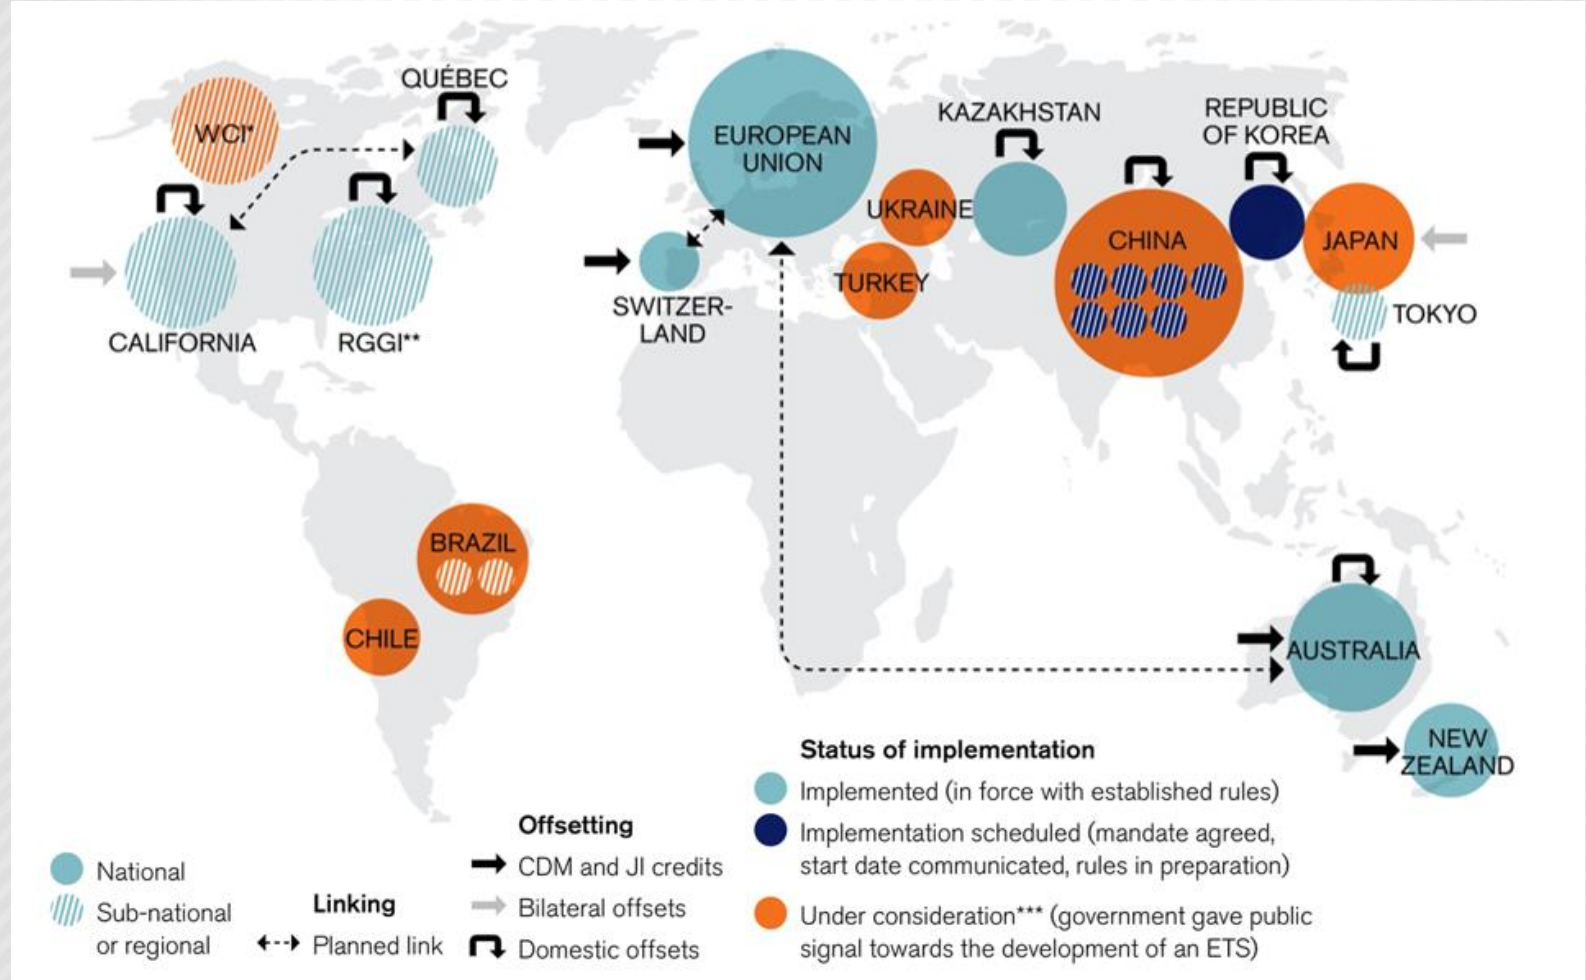 WCI*
QUÉBEC
CALIFORNIA
RGGI**
EUROPEAN
UNION
SWITZER-
LAND
UKRAINE
TURKEY
KAZAKHSTAN
CHINA
REPUBLIC
OF KOREA
JAPAN
TOKYO
BRAZIL
CHILE
AUSTRALIA
NEW
ZEALAND
National
Sub-national
or regional
Linking
Planned link
Offsetting
CDM and JI credits
Bilateral offsets
Domestic offsets
Status of implementation
Implemented (in force with established rules)
Implementation scheduled (mandate agreed,
start date communicated, rules in preparation)
Under consideration*** (government gave public
signal towards the development of an ETS)